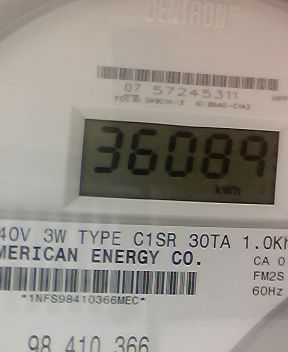 CENTRON®
07 57245311
36089
kWh
40V 3W TYPE C1SR 30TA 1.0Kh
MERICAN ENERGY CO.
CA 0
FM2S
60Hz
*1NFS98410366MEC*
98 410 366